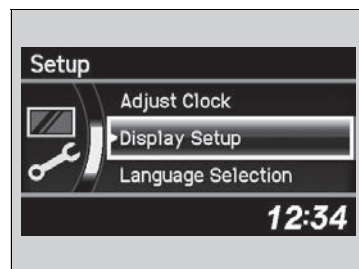 Setup
Adjust Clock
Display Setup
Language Selection
12:34